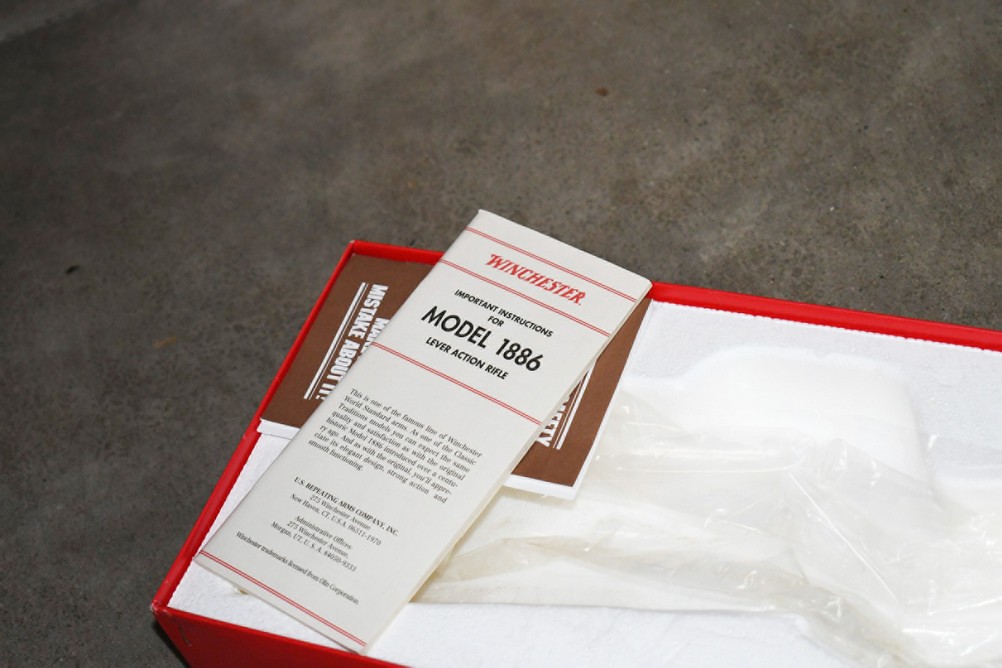 WINCHESTER
IMPORTANT INSTRUCTIONS
FOR
MODEL 1886
LEVER ACTION RIFLE
This is one of the famous line of Winchester
World Standard arms. As one of the Classic
Traditions models you can expect the same
quality and satisfaction as with the original
historic Model 1886 introduced over a centu-
ry ago. And as with the original, you'll appre-
ciate its elegant design, strong action and
smooth functioning.
U.S. REPEATING ARMS COMPANY, INC.
275 Winchester Avenue
New Haven, CT. U.S.A. 06511-1970
Administrative Offices:
275 Winchester Avenue,
Morgan, UT, U. S. A. 84050-9333
Winchester trademarks licensed from Olin Corporation.
MISTAKE ABOUT IT!